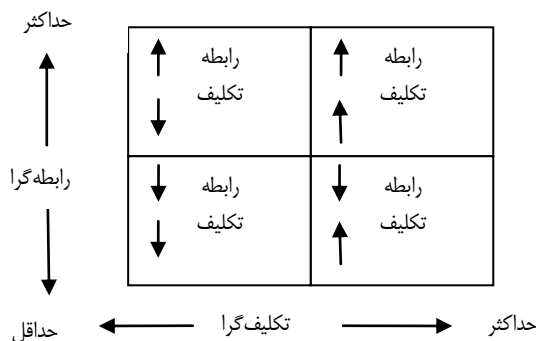 حداکثر
رابطه
تکلیف
رابطه
تکلیف
رابطه‌گرا
رابطه
تکلیف
رابطه
تکلیف
حداکثر
تکلیف‌گرا
حداقل